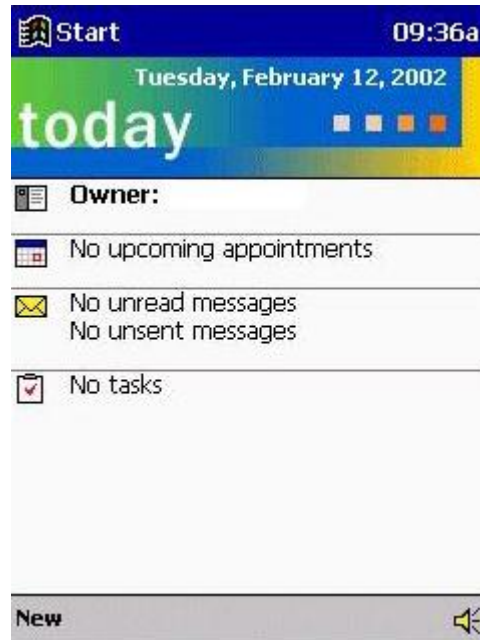 Start 09:36a
Tuesday, February 12, 2002
today
Owner:
No upcoming appointments
No unread messages
No unsent messages
No tasks
New